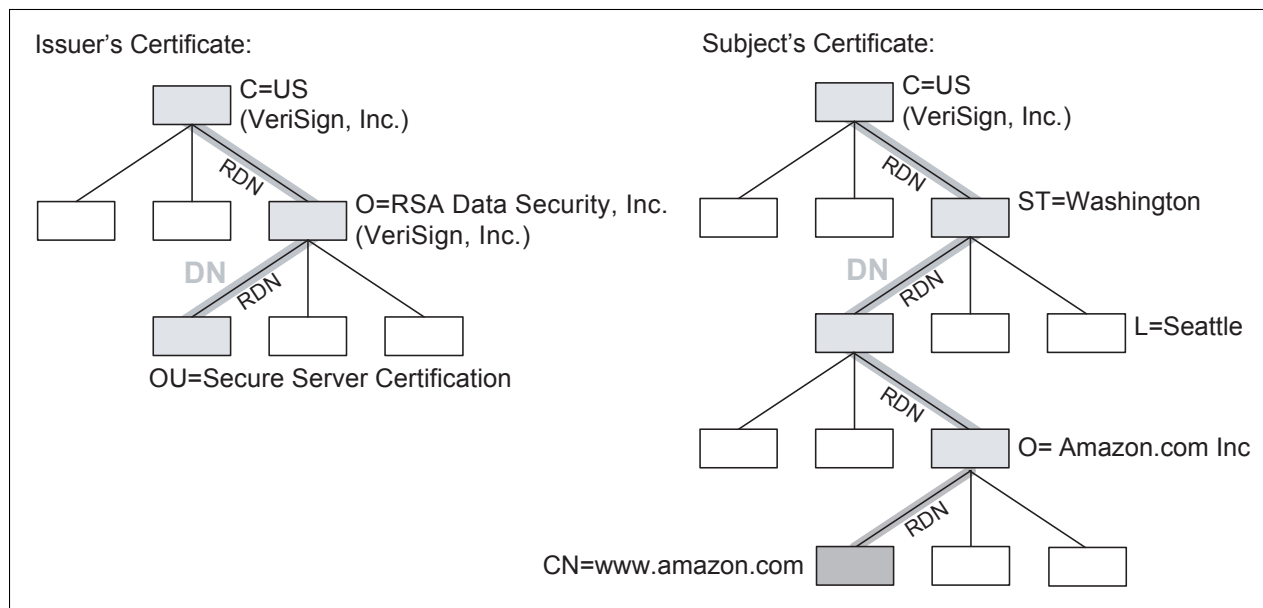 Issuer's Certificate:
C=US
(VeriSign, Inc.)
RDN
O=RSA Data Security, Inc.
(VeriSign, Inc.)
DN
RDN
OU=Secure Server Certification
Subject's Certificate:
C=US
(VeriSign, Inc.)
RDN
ST=Washington
DN
RDN
L=Seattle
RDN
O= Amazon.com Inc
RDN
CN=www.amazon.com